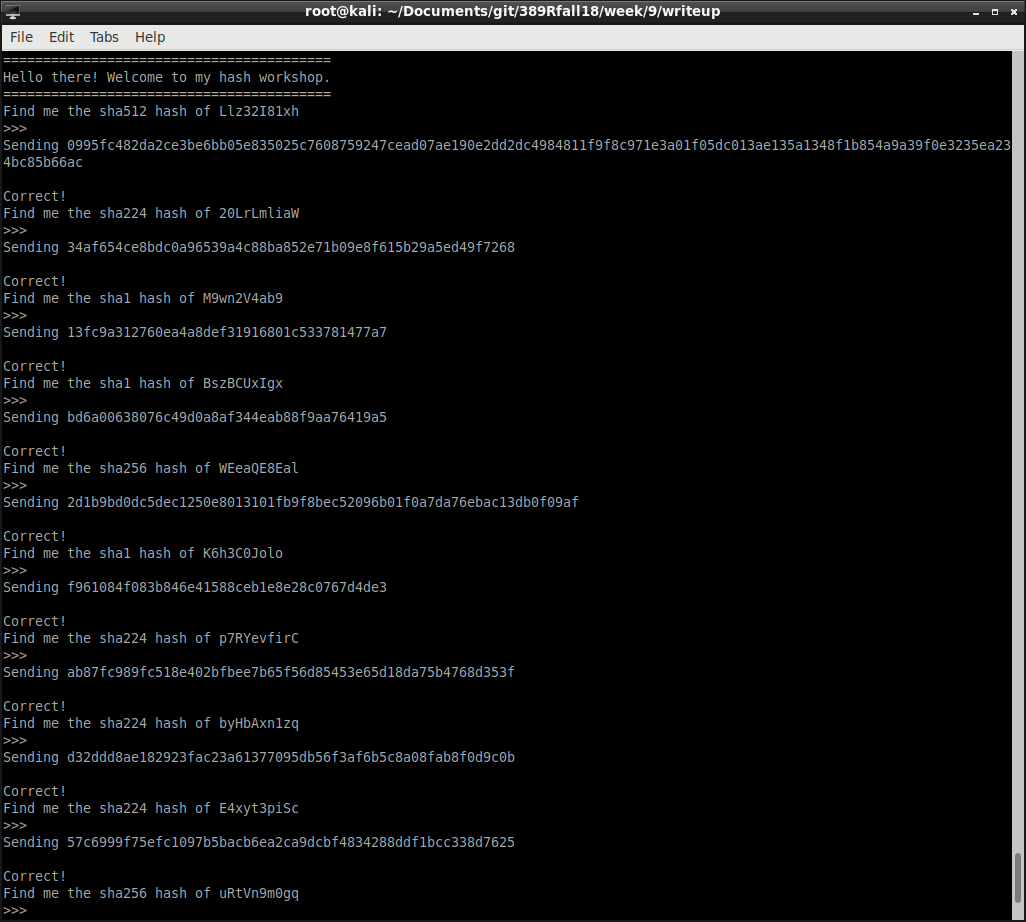 root@kali: ~/Documents/git/389Rfall18/week/9/writeup
File Edit Tabs Help
=========================================
Hello there! Welcome to my hash workshop.
=========================================
Find me the sha512 hash of Llz32I81xh
>>>
Sending 0995fc482da2ce3be6bb05e835025c7608759247cead07ae190e2dd2dc4984811f9f8c971e3a01f05dc013ae135a1348f1b854a9a39f0e3235ea23
4bc85b66ac
Correct!
Find me the sha224 hash of 20LrLmliaW
>>>
Sending 34af654ce8bdc0a96539a4c88ba852e71b09e8f615b29a5ed49f7268
Correct!
Find me the sha1 hash of M9wn2V4ab9
>>>
Sending 13fc9a312760ea4a8def31916801c533781477a7
Correct!
Find me the sha1 hash of BszBCUxIgx
>>>
Sending bd6a00638076c49d0a8af344eab88f9aa76419a5
Correct!
Find me the sha256 hash of WEeaQE8Eal
>>>
Sending 2d1b9bd0dc5dec1250e8013101fb9f8bec52096b01f0a7da76ebac13db0f09af
Correct!
Find me the sha1 hash of K6h3C0Jolo
>>>
Sending f961084f083b846e41588ceb1e8e28c0767d4de3
Correct!
Find me the sha224 hash of p7RYevfirC
>>>
Sending ab87fc989fc518e402bfbee7b65f56d85453e65d18da75b4768d353f
Correct!
Find me the sha224 hash of byHbAxn1zq
>>>
Sending d32ddd8ae182923fac23a61377095db56f3af6b5c8a08fab8f0d9c0b
Correct!
Find me the sha224 hash of E4xyt3piSc
>>>
Sending 57c6999f75efc1097b5bacb6ea2ca9dcbf4834288ddf1bcc338d7625
Correct!
Find me the sha256 hash of uRtVn9m0gq
>>>